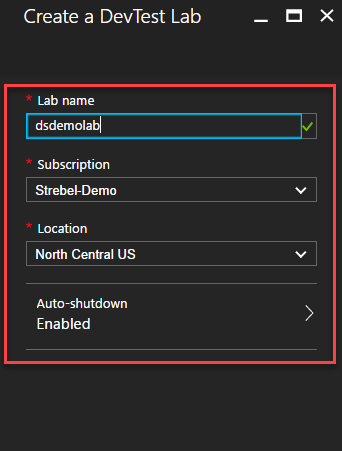 Create a DevTest Lab
* Lab name
dsdemolab
* Subscription
Strebel-Demo
* Location
North Central US
Auto-shutdown
Enabled